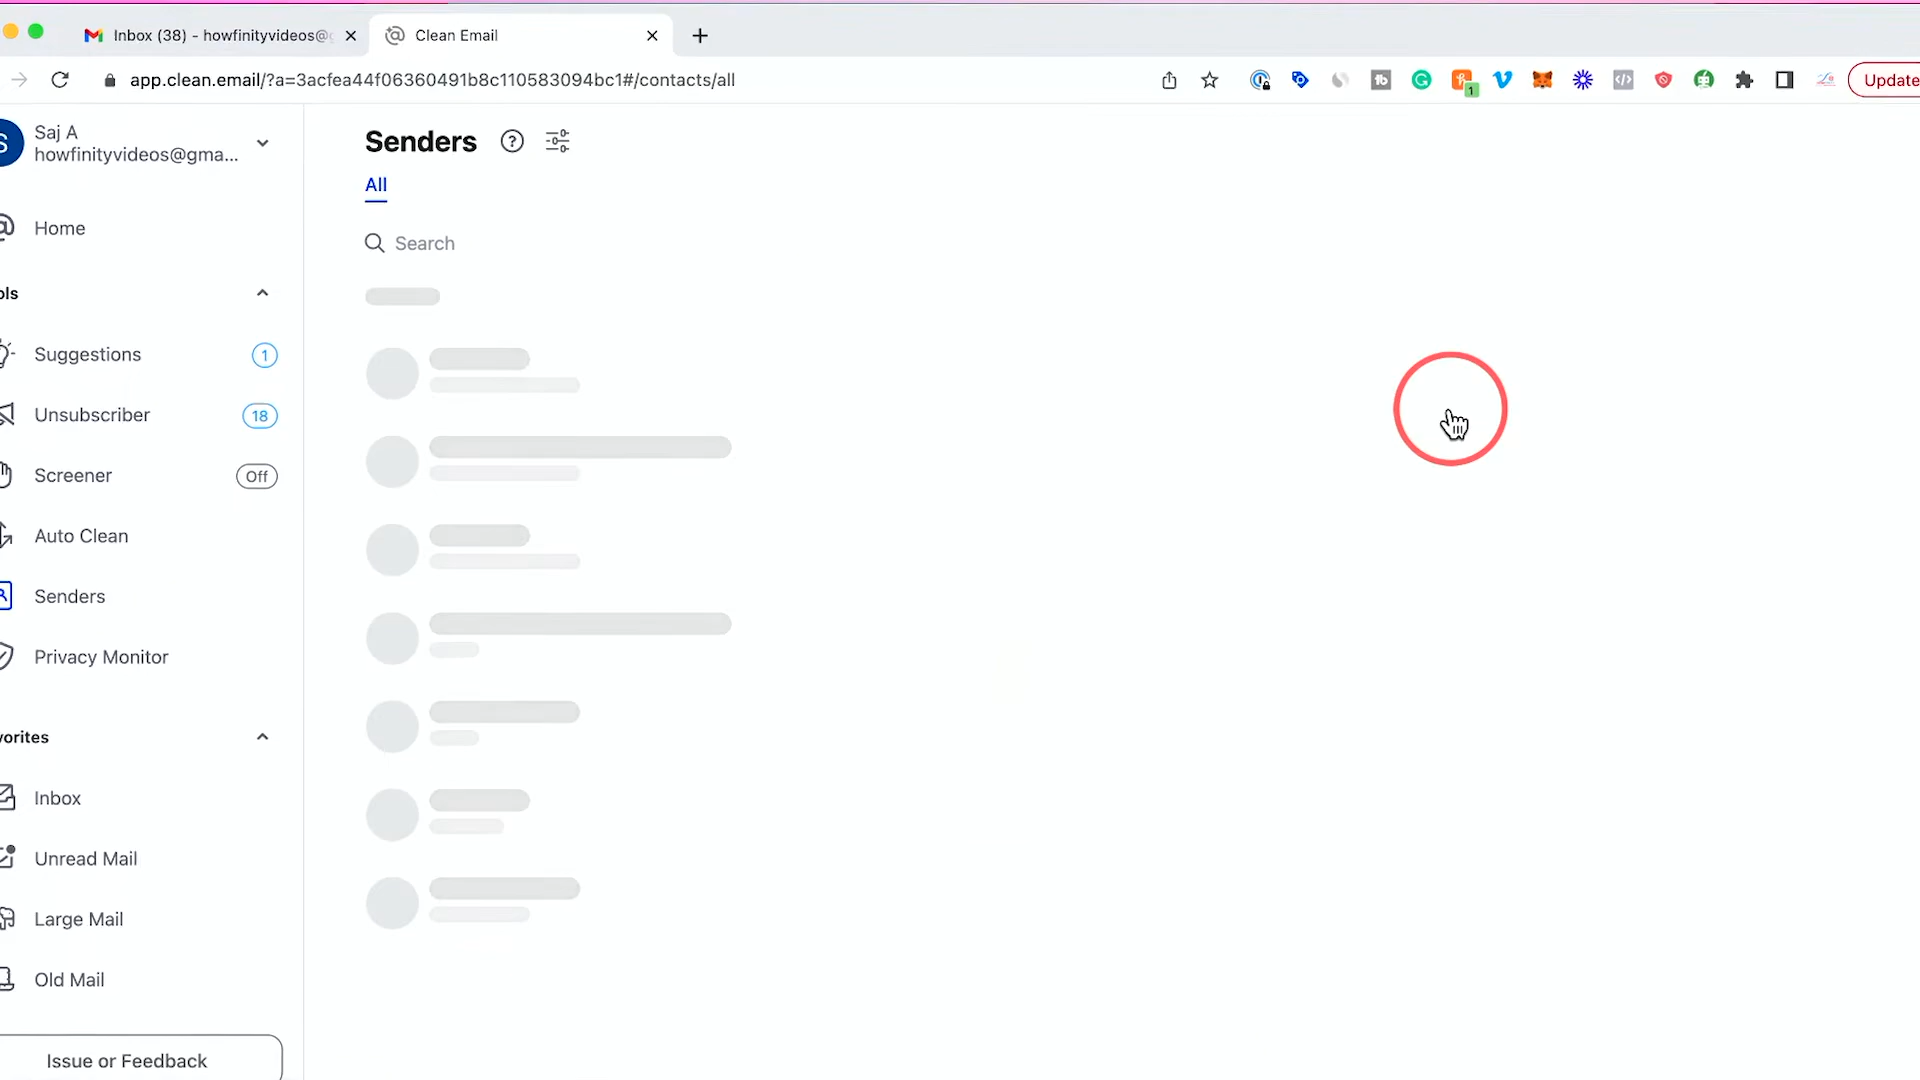 Inbox (38) - howfinityvideos@g
Clean Email
app.clean.email/?a=3acfea44f06360491b8c110583094bc1#/contacts/all
1
Update
S
Saj A
howfinityvideos@gma...
Home
ols
Suggestions
1
Unsubscriber
18
Screener
Off
Auto Clean
Senders
Privacy Monitor
vorites
Inbox
Unread Mail
Large Mail
Old Mail
Issue or Feedback
Senders
?
All
Search